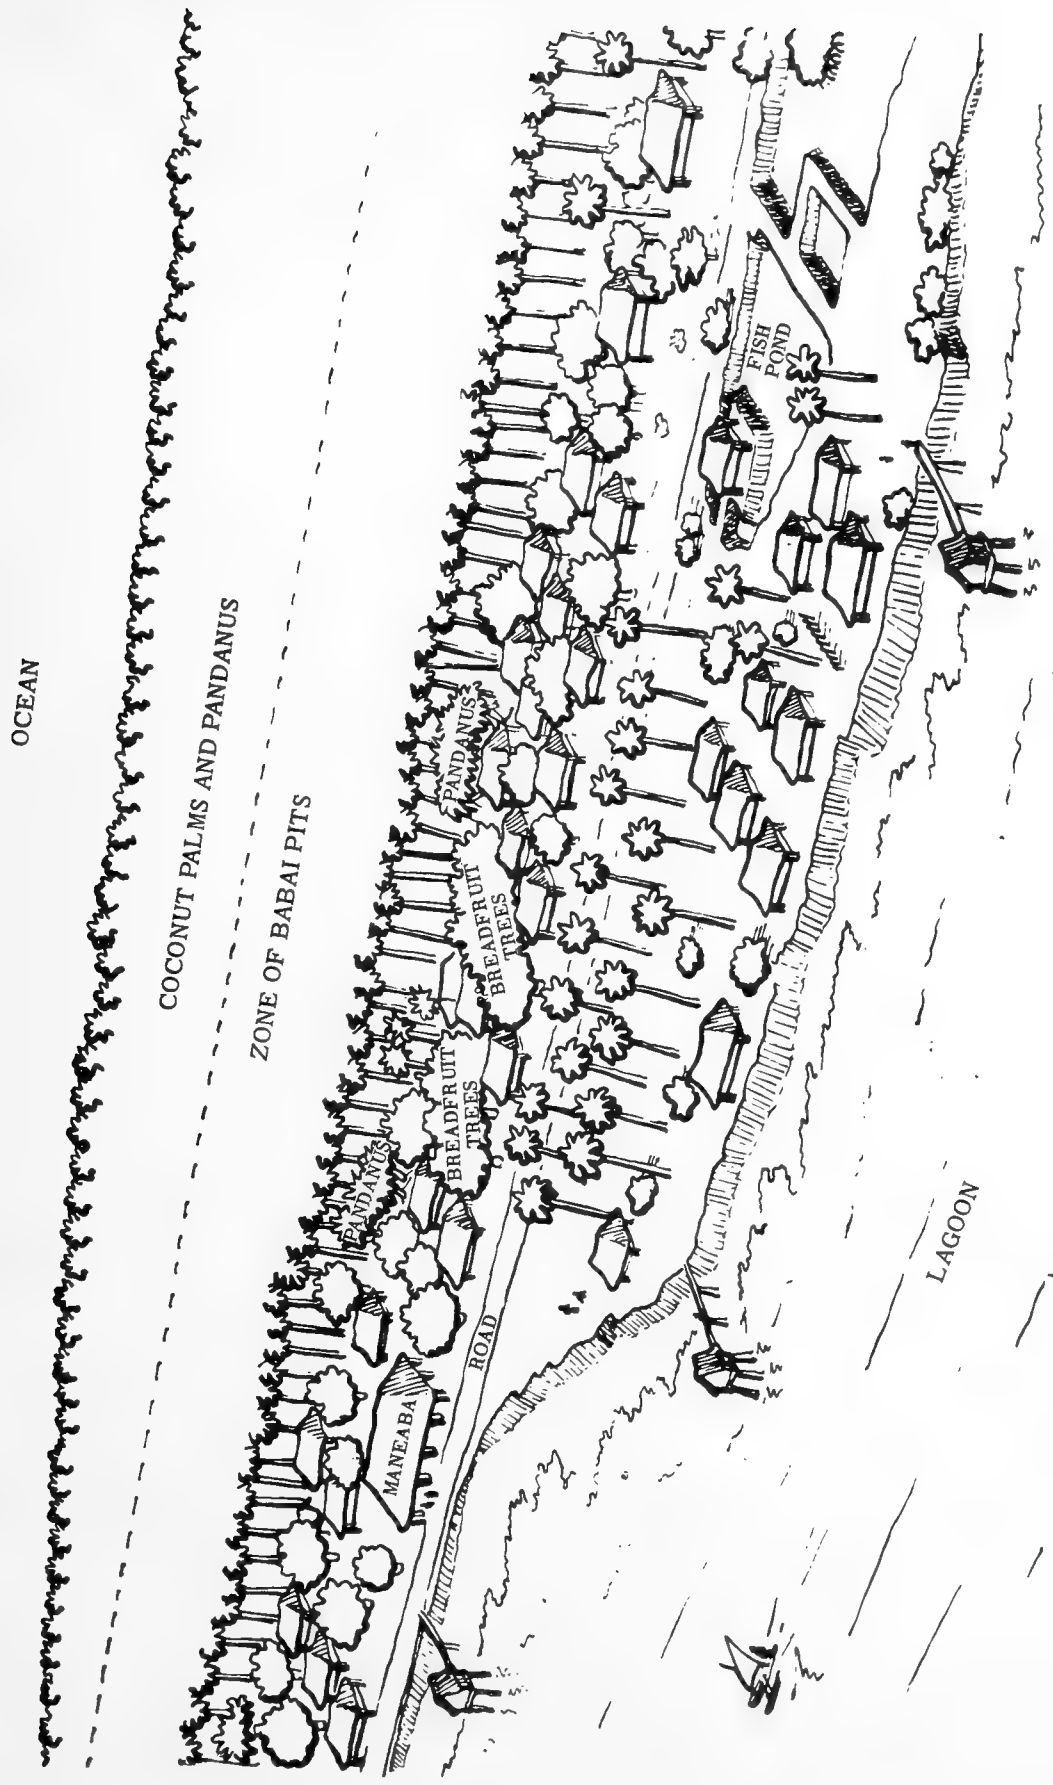 OCEAN
COCONUT PALMS AND PANDANUS
ZONE OF BABAI PITS
PANDANUS
BREADFRUIT
TREES
BREADFRUIT
TREES
PANDANUS
FISH
POND
MANEABA
ROAD
LAGOON